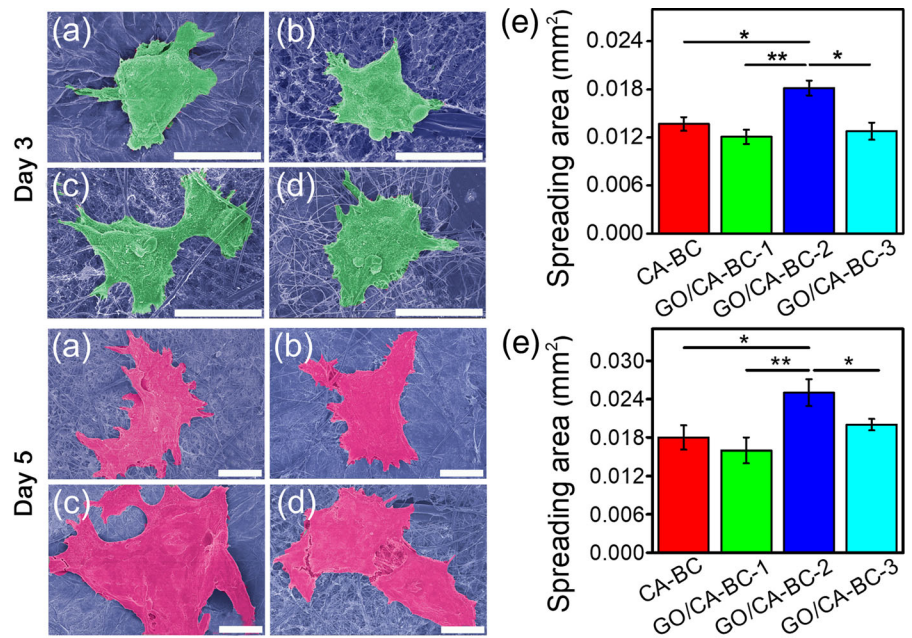 Day 3
(a)
(b)
(c)
(d)
(e)
Spreading area (mm²)
0.024
0.018
0.012
0.006
0.000
*
**
*
CA-BC
GO/CA-BC-1
GO/CA-BC-2
GO/CA-BC-3
Day 5
(a)
(b)
(c)
(d)
(e)
Spreading area (mm²)
0.030
0.024
0.018
0.012
0.006
0.000
*
**
*
CA-BC
GO/CA-BC-1
GO/CA-BC-2
GO/CA-BC-3